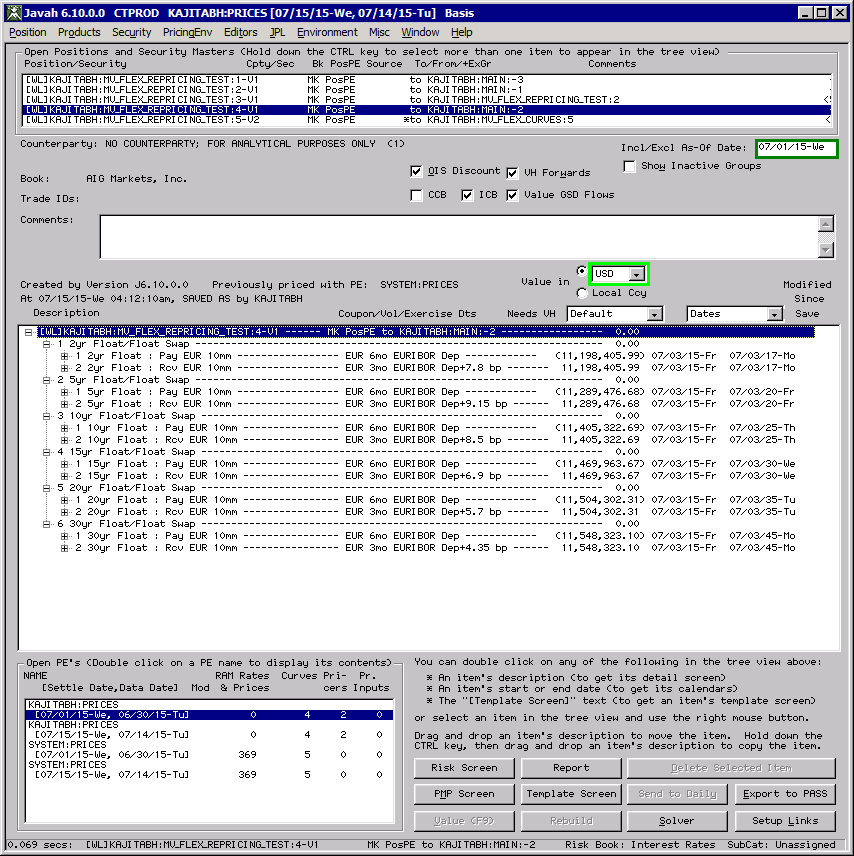 Javah 6.10.0.0 CTPROD KAJITABH:PRICES [07/15/15-We, 07/14/15-Tu] Basis
Position Products Security PricingEnv Editors JPL Environment Misc Window Help
Open Positions and Security Masters (Hold down the CTRL key to select more than one item to appear in the tree view)
Position/Security Cpty/Sec Bk PosPE Source To/From/+ExGr Comments
[WL]KAJITABH:MV_FLEX_REPRICING_TEST:1-V1 MK PosPE to KAJITABH:MAIN:-3
[WL]KAJITABH:MV_FLEX_REPRICING_TEST:2-V1 MK PosPE to KAJITABH:MAIN:-1
[WL]KAJITABH:MV_FLEX_REPRICING_TEST:3-V1 MK PosPE to KAJITABH:MV_FLEX_REPRICING_TEST:2
[WL]KAJITABH:MV_FLEX_REPRICING_TEST:4-V1 MK PosPE to KAJITABH:MAIN:-2
[WL]KAJITABH:MV_FLEX_REPRICING_TEST:5-V2 MK PosPE *to KAJITABH:MV_FLEX_CURVES:5 <
Counterparty: NO COUNTERPARTY; FOR ANALYTICAL PURPOSES ONLY (1)
Incl/Excl As-Of Date: 07/01/15-We
Show Inactive Groups
OIS Discount VH Forwards
Book: AIG Markets, Inc.
CCB ICB Value GSD Flows
Trade IDs:
Comments:
Value in USD
Local Ccy
Created by Version J6.10.0.0 Previously priced with PE: SYSTEM:PRICES
At 07/15/15-We 04:12:10am, SAVED AS by KAJITABH
Modified Since Save
Description Coupon/Vol/Exercise Dts Needs VH Default Dates
[WL]KAJITABH:MV_FLEX_REPRICING_TEST:4-V1 ------ MK PosPE to KAJITABH:MAIN:-2 ------------------ 0.00
1 2yr Float/Float Swap ---------------------------------------------------------------------- 0.00
1 2yr Float : Pay EUR 10mm ---------------- EUR 6mo EURIBOR Dep ----------- (11,198,405.99) 07/03/15-Fr 07/03/17-Mo
2 2yr Float : Rcv EUR 10mm ---------------- EUR 3mo EURIBOR Dep+7.8 bp ------- 11,198,405.99 07/03/15-Fr 07/03/17-Mo
2 5yr Float/Float Swap ---------------------------------------------------------------------- 0.00
1 5yr Float : Pay EUR 10mm ---------------- EUR 6mo EURIBOR Dep ----------- (11,289,476.68) 07/03/15-Fr 07/03/20-Fr
2 5yr Float : Rcv EUR 10mm ---------------- EUR 3mo EURIBOR Dep+9.15 bp ------ 11,289,476.68 07/03/15-Fr 07/03/20-Fr
3 10yr Float/Float Swap --------------------------------------------------------------------- 0.00
1 10yr Float : Pay EUR 10mm --------------- EUR 6mo EURIBOR Dep ----------- (11,405,322.69) 07/03/15-Fr 07/03/25-Th
2 10yr Float : Rcv EUR 10mm --------------- EUR 3mo EURIBOR Dep+8.5 bp ------- 11,405,322.69 07/03/15-Fr 07/03/25-Th
4 15yr Float/Float Swap --------------------------------------------------------------------- 0.00
1 15yr Float : Pay EUR 10mm --------------- EUR 6mo EURIBOR Dep ----------- (11,469,963.67) 07/03/15-Fr 07/03/30-We
2 15yr Float : Rcv EUR 10mm --------------- EUR 3mo EURIBOR Dep+6.9 bp ------- 11,469,963.67 07/03/15-Fr 07/03/30-We
5 20yr Float/Float Swap --------------------------------------------------------------------- 0.00
1 20yr Float : Pay EUR 10mm --------------- EUR 6mo EURIBOR Dep ----------- (11,504,302.31) 07/03/15-Fr 07/03/35-Tu
2 20yr Float : Rcv EUR 10mm --------------- EUR 3mo EURIBOR Dep+5.7 bp ------- 11,504,302.31 07/03/15-Fr 07/03/35-Tu
6 30yr Float/Float Swap --------------------------------------------------------------------- 0.00
1 30yr Float : Pay EUR 10mm --------------- EUR 6mo EURIBOR Dep ----------- (11,548,323.10) 07/03/15-Fr 07/03/45-Mo
2 30yr Float : Rcv EUR 10mm --------------- EUR 3mo EURIBOR Dep+4.35 bp ------ 11,548,323.10 07/03/15-Fr 07/03/45-Mo
Open PE's (Double click on a PE name to display its contents)
NAME RAM Rates Curves Pri- Pr.
[Settle Date,Data Date] Mod & Prices cers Inputs
KAJITABH:PRICES
[07/01/15-We, 06/30/15-Tu] 0 4 2 0
KAJITABH:PRICES
[07/15/15-We, 07/14/15-Tu] 0 4 2 0
SYSTEM:PRICES
[07/01/15-We, 06/30/15-Tu] 369 5 0 0
SYSTEM:PRICES
[07/15/15-We, 07/14/15-Tu] 369 5 0 0
You can double click on any of the following in the tree view above:
* An item's description (to get its detail screen)
* An item's start or end date (to get its calendars)
* The "[Template Screen]" text (to get an item's template screen)
or select an item in the tree view and use the right mouse button.
Drag and drop an item's description to move the item. Hold down the
CTRL key, then drag and drop an item's description to copy the item.
Risk Screen Report Delete Selected Item
PMP Screen Template Screen Send to Daily Export to PASS
Value (F9) Rebuild Solver Setup Links
0.069 secs: [WL]KAJITABH:MV_FLEX_REPRICING_TEST:4-V1 MK PosPE to KAJITABH:MAIN:-2 Risk Book: Interest Rates SubCat: Unassigned